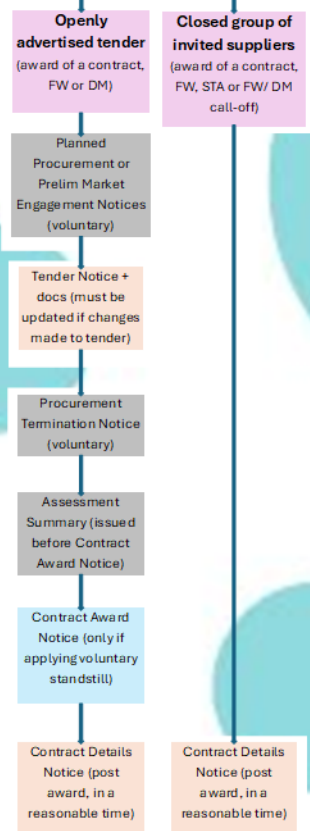 Openly
advertised tender
(award of a contract,
FW or DM)
Closed group of
invited suppliers
(award of a contract,
FW, STA or FW/ DM
call-off)
Planned
Procurement or
Prelim Market
Engagement Notices
(voluntary)
Tender Notice +
docs (must be
updated if changes
made to tender)
Procurement
Termination Notice
(voluntary)
Assessment
Summary (issued
before Contract
Award Notice)
Contract Award
Notice (only if
applying voluntary
standstill)
Contract Details
Notice (post
award, in a
reasonable time)
Contract Details
Notice (post
award, in a
reasonable time)